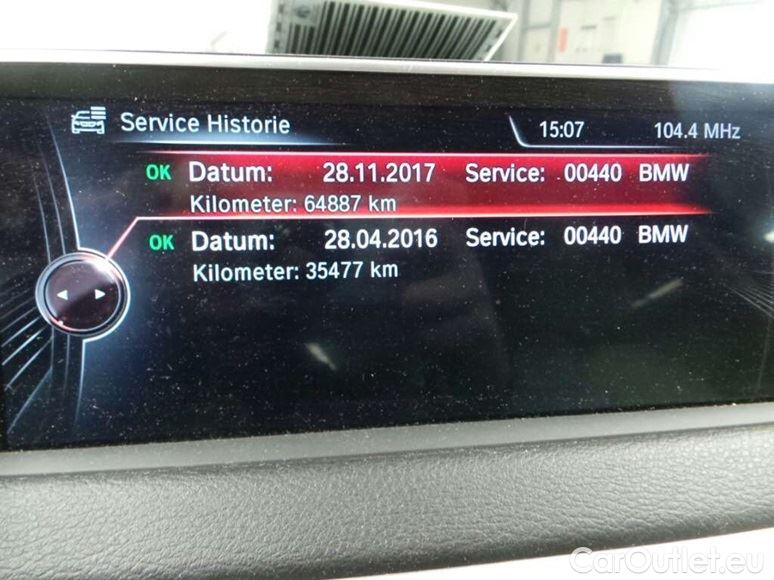 Service Historie 15:07 104.4 MHz
OK Datum: 28.11.2017 Service: 00440 BMW
Kilometer: 64887 km
OK Datum: 28.04.2016 Service: 00440 BMW
Kilometer: 35477 km
CarOutlet.eu